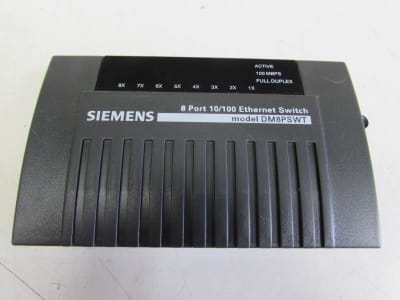 ACTIVE
100 MBPS
FULL DUPLEX
8X 7X 6X 5X 4X 3X 2X 1X
SIEMENS
8 Port 10/100 Ethernet Switch
model DM8PSWT